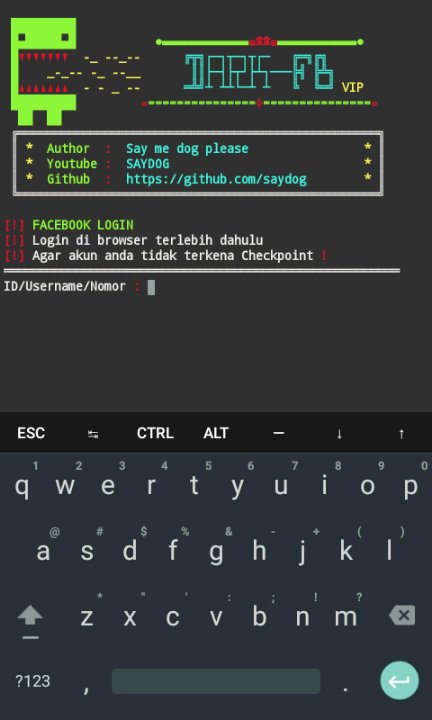 DARK-FB
VIP
* Author : Say me dog please *
* Youtube : SAYDOG *
* Github : https://github.com/saydog *
[!] FACEBOOK LOGIN
[!] Login di browser terlebih dahulu
[!] Agar akun anda tidak terkena Checkpoint !
ID/Username/Nomor :
ESC ↹ CTRL ALT — ↓ ↑
1 2 3 4 5 6 7 8 9 0
q w e r t y u i o p
@ # $ % & - + ( )
a s d f g h j k l
* " ' : ; ! ?
z x c v b n m
?123 , .